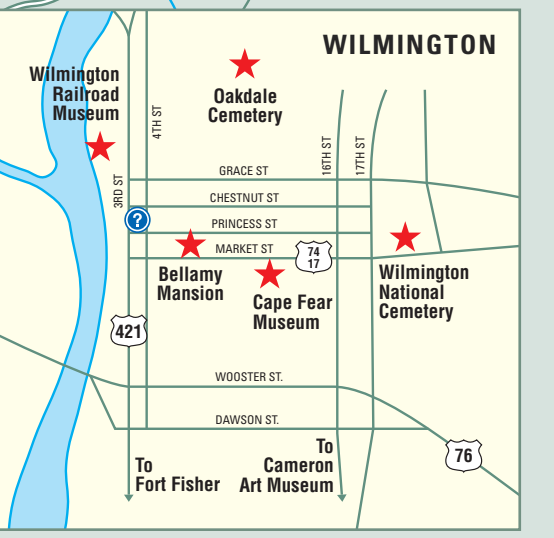 WILMINGTON
Wilmington
Railroad
Museum
Oakdale
Cemetery
4TH ST
16TH ST
17TH ST
3RD ST
GRACE ST
CHESTNUT ST
?
PRINCESS ST
MARKET ST
74
17
Bellamy
Mansion
Cape Fear
Museum
Wilmington
National
Cemetery
421
WOOSTER ST.
DAWSON ST.
To
Fort Fisher
To
Cameron
Art Museum
76